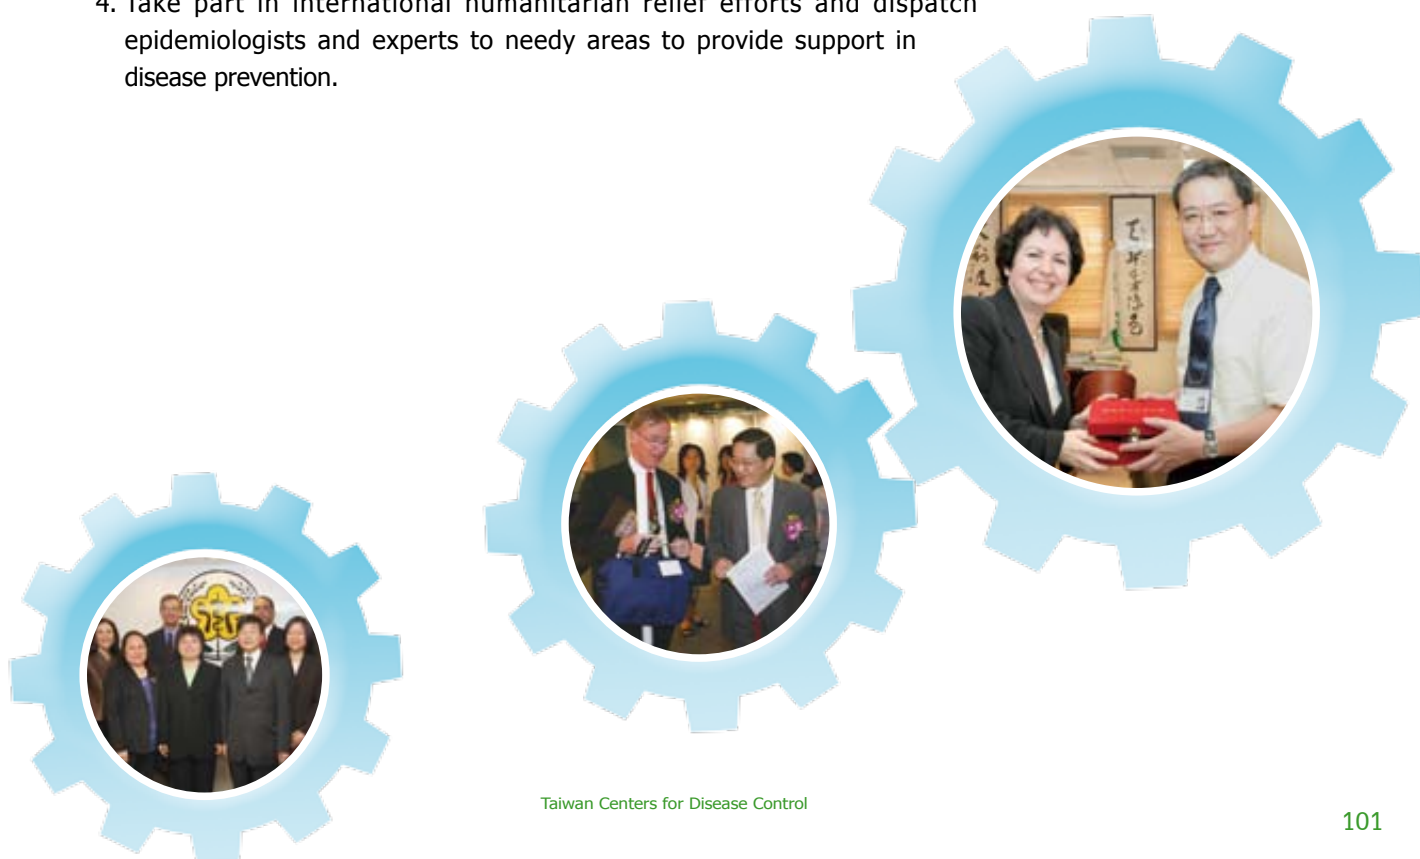 4. Take part in international humanitarian relief efforts and dispatch
epidemiologists and experts to needy areas to provide support in
disease prevention.
Taiwan Centers for Disease Control
101